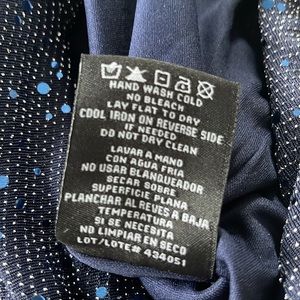 HAND WASH COLD
NO BLEACH
LAY FLAT TO DRY
COOL IRON ON REVERSE SIDE
IF NEEDED
DO NOT DRY CLEAN
LAVAR A MANO
CON AGUA FRIA
NO USAR BLANQUEADOR
SECAR SOBRE
SUPERFICIE PLANA
PLANCHAR AL REVES A BAJA
TEMPERATURA
SI SE NECESITA
NO LIMPIAR EN SECO
LOT/LOTE# 434051